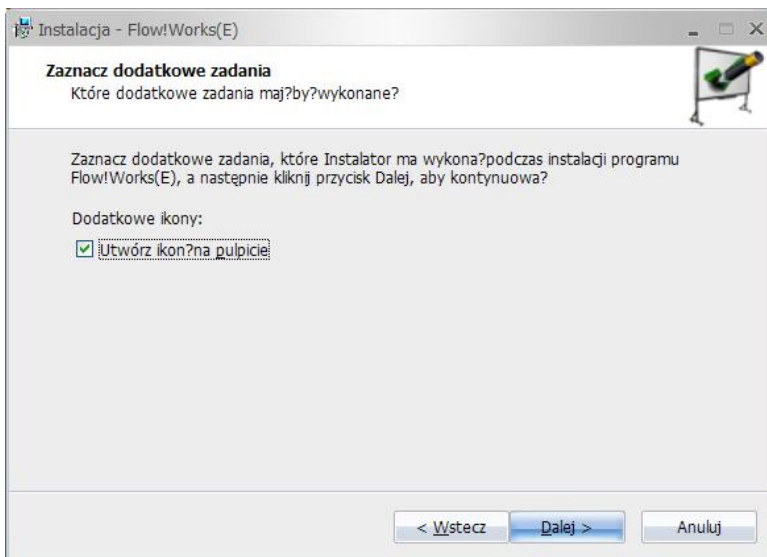 Instalacja - Flow!Works(E)
Zaznacz dodatkowe zadania
Które dodatkowe zadania maj?by?wykonane?
Zaznacz dodatkowe zadania, które Instalator ma wykona?podczas instalacji programu
Flow!Works(E), a następnie kliknij przycisk Dalej, aby kontynuowa?
Dodatkowe ikony:
Utwórz ikon?na pulpicie
< Wstecz
Dalej >
Anuluj